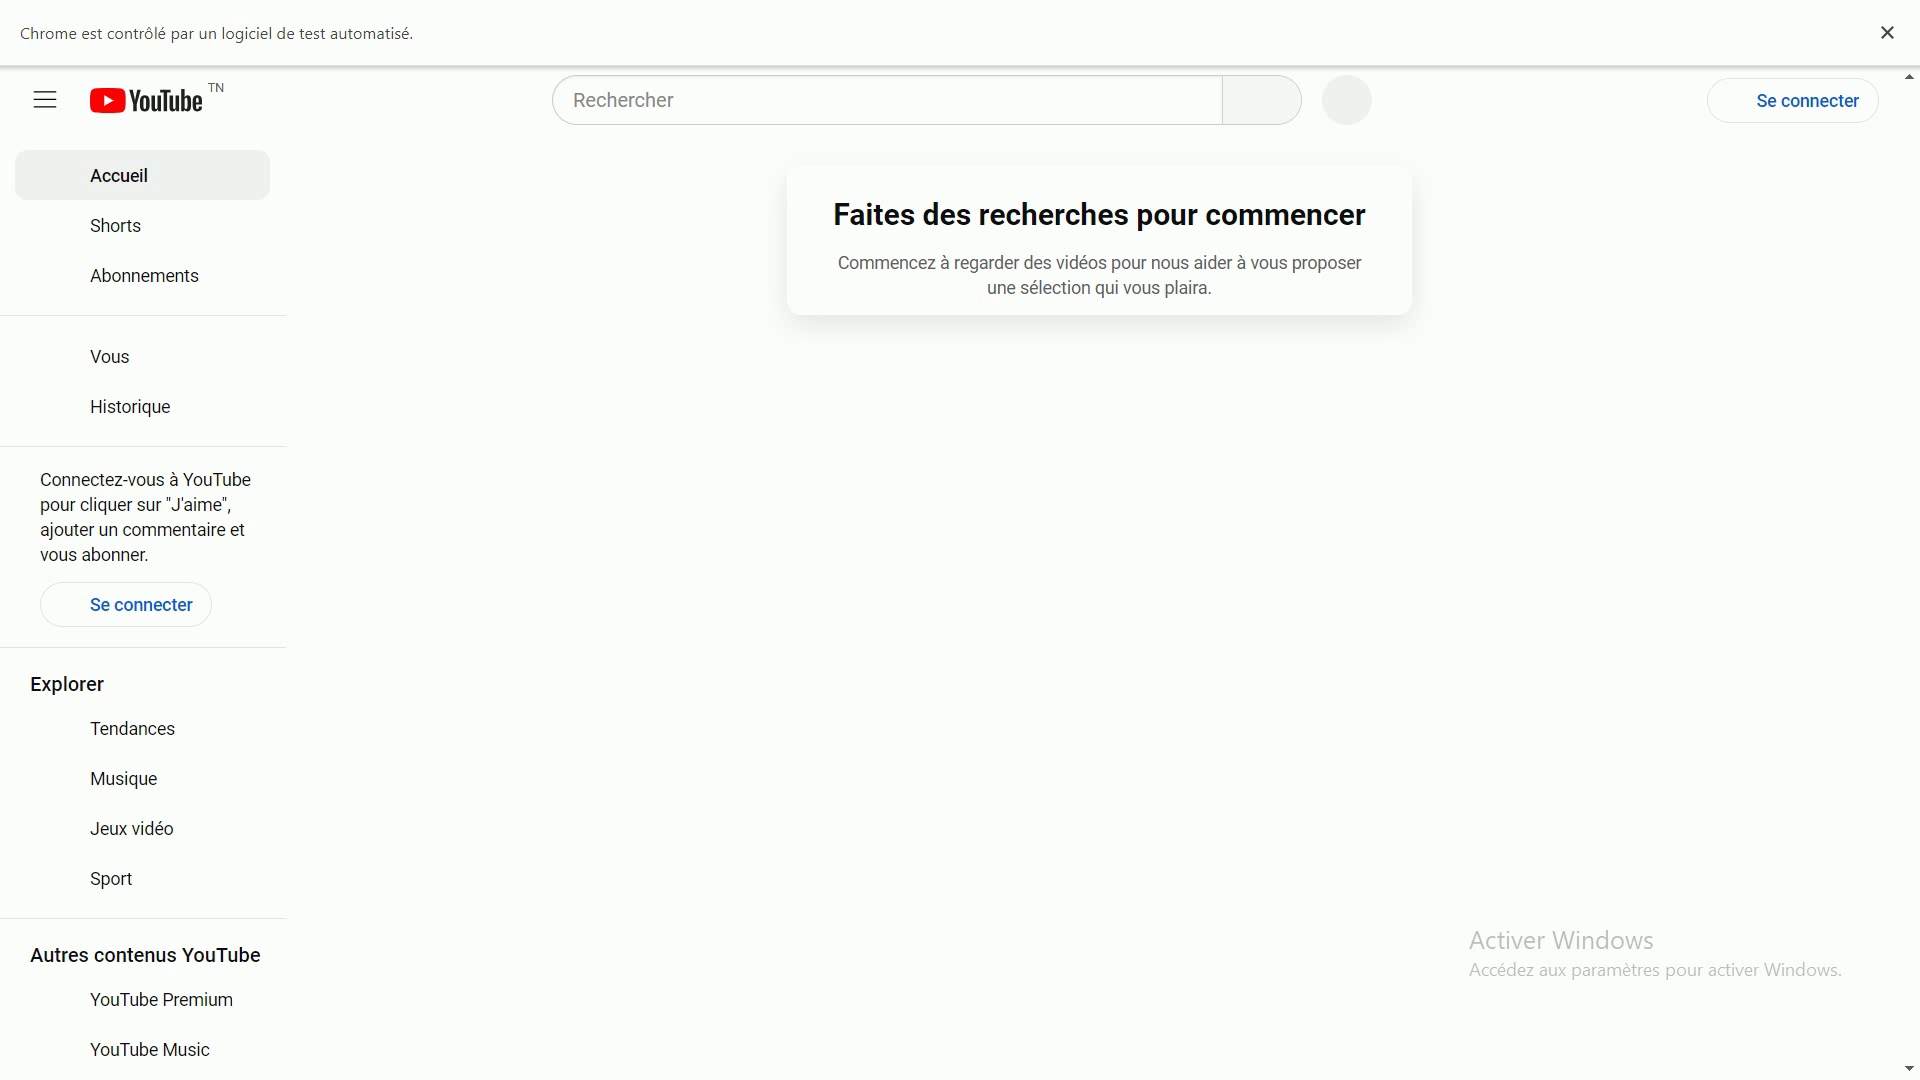 Chrome est contrôlé par un logiciel de test automatisé.
YouTube TN
Rechercher
Se connecter
Accueil
Shorts
Abonnements
Vous
Historique
Connectez-vous à YouTube
pour cliquer sur "J'aime",
ajouter un commentaire et
vous abonner.
Se connecter
Explorer
Tendances
Musique
Jeux vidéo
Sport
Autres contenus YouTube
YouTube Premium
YouTube Music
Faites des recherches pour commencer
Commencez à regarder des vidéos pour nous aider à vous proposer
une sélection qui vous plaira.
Activer Windows
Accédez aux paramètres pour activer Windows.